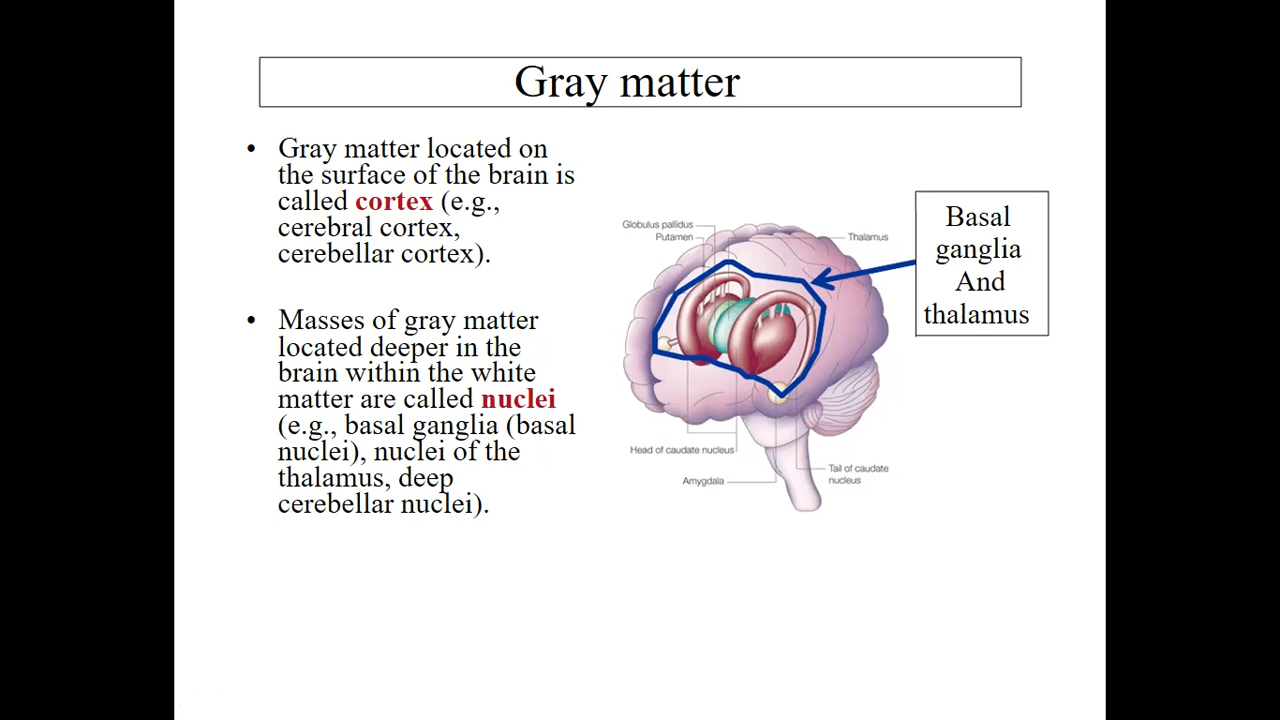 Gray matter
• Gray matter located on
the surface of the brain is
called cortex (e.g.,
cerebral cortex,
cerebellar cortex).
• Masses of gray matter
located deeper in the
brain within the white
matter are called nuclei
(e.g., basal ganglia (basal
nuclei), nuclei of the
thalamus, deep
cerebellar nuclei).
Globulus pallidus
Putamen
Thalamus
Head of caudate nucleus
Amygdala
Tail of caudate
nucleus
Basal
ganglia
And
thalamus